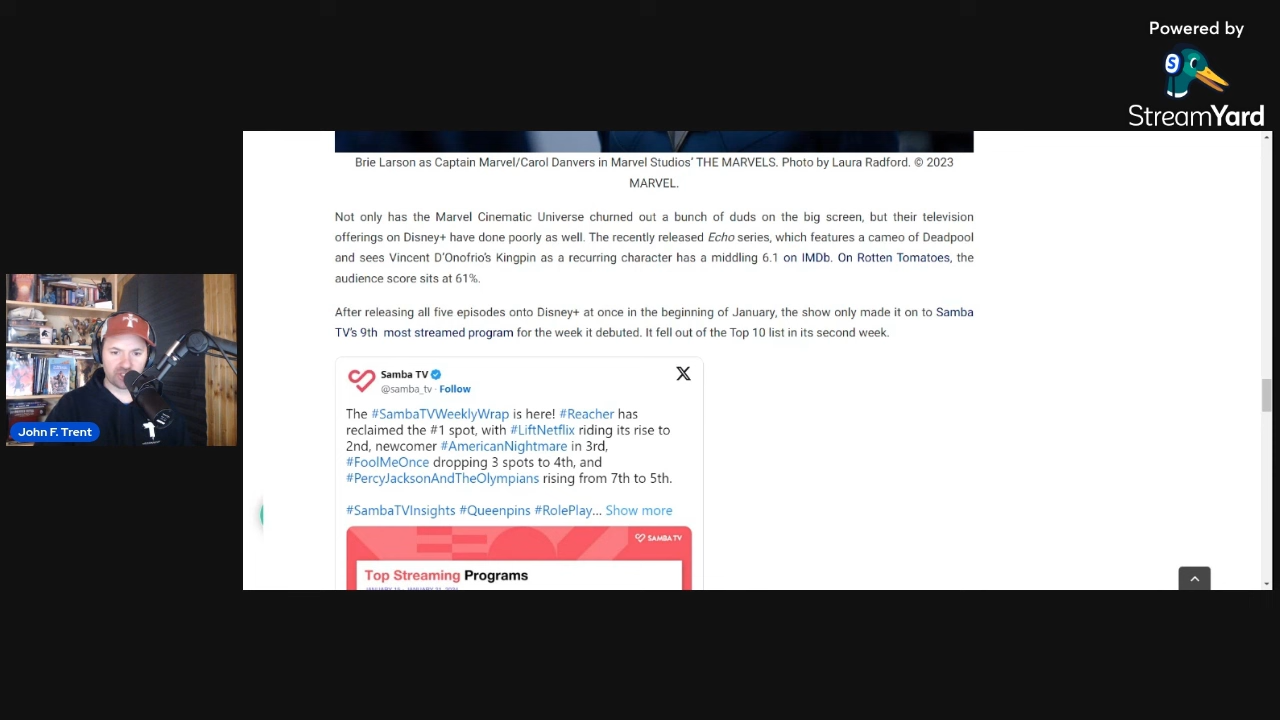 Powered by
StreamYard
Brie Larson as Captain Marvel/Carol Danvers in Marvel Studios' THE MARVELS. Photo by Laura Radford. © 2023
MARVEL.
Not only has the Marvel Cinematic Universe churned out a bunch of duds on the big screen, but their television
offerings on Disney+ have done poorly as well. The recently released Echo series, which features a cameo of Deadpool
and sees Vincent D'Onofrio's Kingpin as a recurring character has a middling 6.1 on IMDb. On Rotten Tomatoes, the
audience score sits at 61%.
After releasing all five episodes onto Disney+ at once in the beginning of January, the show only made it on to Samba
TV's 9th most streamed program for the week it debuted. It fell out of the Top 10 list in its second week.
Samba TV
@samba_tv · Follow
X
The #SambaTVWeeklyWrap is here! #Reacher has
reclaimed the #1 spot, with #LiftNetflix riding its rise to
2nd, newcomer #AmericanNightmare in 3rd,
#FoolMeOnce dropping 3 spots to 4th, and
#PercyJacksonAndTheOlympians rising from 7th to 5th.
#SambaTVInsights #Queenpins #RolePlay... Show more
SAMBA TV
Top Streaming Programs
John F. Trent